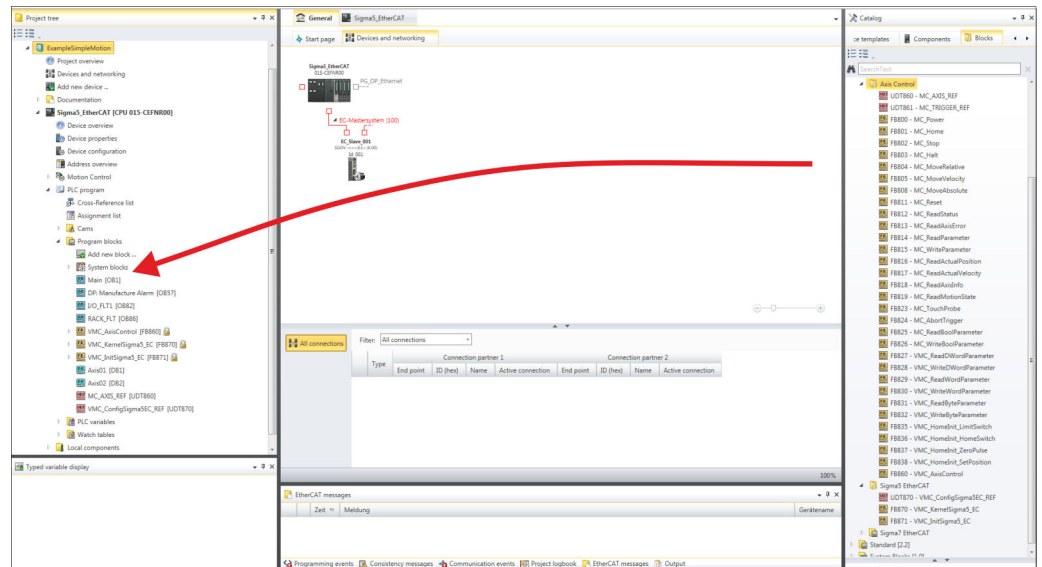 Project tree
ExampleSimpleMotion
Project overview
Devices and networking
Add new device ...
Documentation
Sigma5_EtherCAT [CPU 015-CEFNR00]
Device overview
Device properties
Device configuration
Address overview
Motion Control
PLC program
Cross-Reference list
Assignment list
Cams
Program blocks
Add new block ...
System blocks
Main [OB1]
DP: Manufacture Alarm [OB57]
I/O_FLT1 [OB82]
RACK_FLT [OB86]
VMC_AxisControl [FB860]
VMC_KernelSigma5_EC [FB870]
VMC_InitSigma5_EC [FB871]
Axis01 [DB1]
Axis02 [DB2]
MC_AXIS_REF [UDT860]
VMC_ConfigSigma5EC_REF [UDT870]
PLC variables
Watch tables
Local components
Typed variable display
General
Sigma5_EtherCAT
Start page
Devices and networking
Sigma5_EtherCAT
015-CEFNR00
PG_OP_Ethernet
EC-Mastersystem (100)
EC_Slave_001
Id_001
All connections
Filter:
All connections
Type
Connection partner 1
Connection partner 2
End point
ID (hex)
Name
Active connection
End point
ID (hex)
Name
Active connection
100%
EtherCAT messages
Zeit
Meldung
Gerätename
Programming events
Consistency messages
Communication events
Project logbook
EtherCAT messages
Output
Catalog
ce templates
Components
Blocks
SearchText
Axis Control
UDT860 - MC_AXIS_REF
UDT861 - MC_TRIGGER_REF
FB800 - MC_Power
FB801 - MC_Home
FB802 - MC_Stop
FB803 - MC_Halt
FB804 - MC_MoveRelative
FB805 - MC_MoveVelocity
FB808 - MC_MoveAbsolute
FB811 - MC_Reset
FB812 - MC_ReadStatus
FB813 - MC_ReadAxisError
FB814 - MC_ReadParameter
FB815 - MC_WriteParameter
FB816 - MC_ReadActualPosition
FB817 - MC_ReadActualVelocity
FB818 - MC_ReadAxisInfo
FB819 - MC_ReadMotionState
FB823 - MC_TouchProbe
FB824 - MC_AbortTrigger
FB825 - MC_ReadBoolParameter
FB826 - MC_WriteBoolParameter
FB827 - VMC_ReadDWordParameter
FB828 - VMC_WriteDWordParameter
FB829 - VMC_ReadWordParameter
FB830 - VMC_WriteWordParameter
FB831 - VMC_ReadByteParameter
FB832 - VMC_WriteByteParameter
FB835 - VMC_HomeInit_LimitSwitch
FB836 - VMC_HomeInit_HomeSwitch
FB837 - VMC_HomeInit_ZeroPulse
FB838 - VMC_HomeInit_SetPosition
FB860 - VMC_AxisControl
Sigma5 EtherCAT
UDT870 - VMC_ConfigSigma5EC_REF
FB870 - VMC_KernelSigma5_EC
FB871 - VMC_InitSigma5_EC
Sigma7 EtherCAT
Standard [2.2]